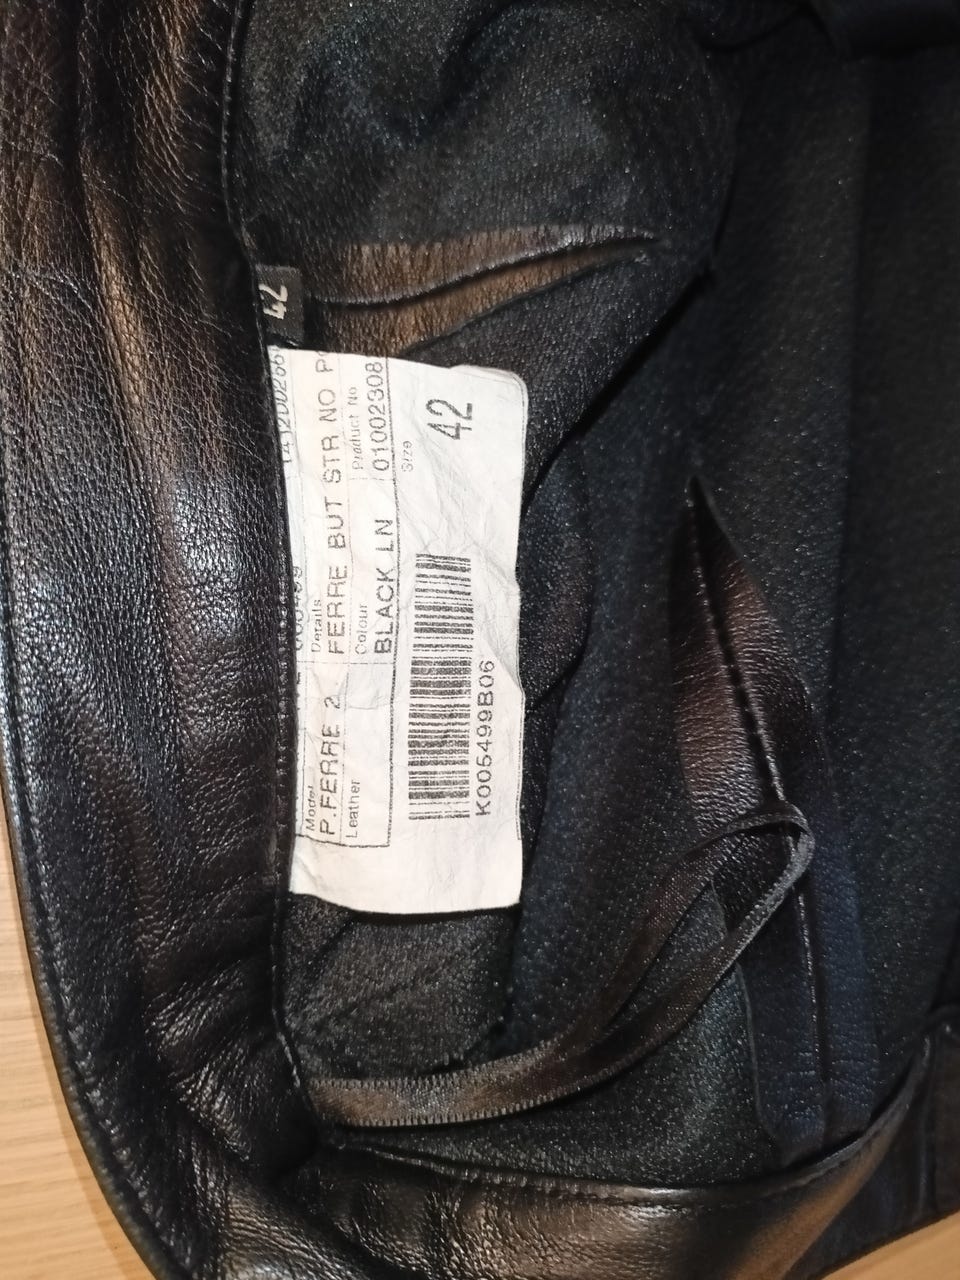 42
Model
P.FERRE 2
Details
FERRE BUT STR NO
Leather
Colour
BLACK LN
Product No
01002308
Size
42
K005499B06